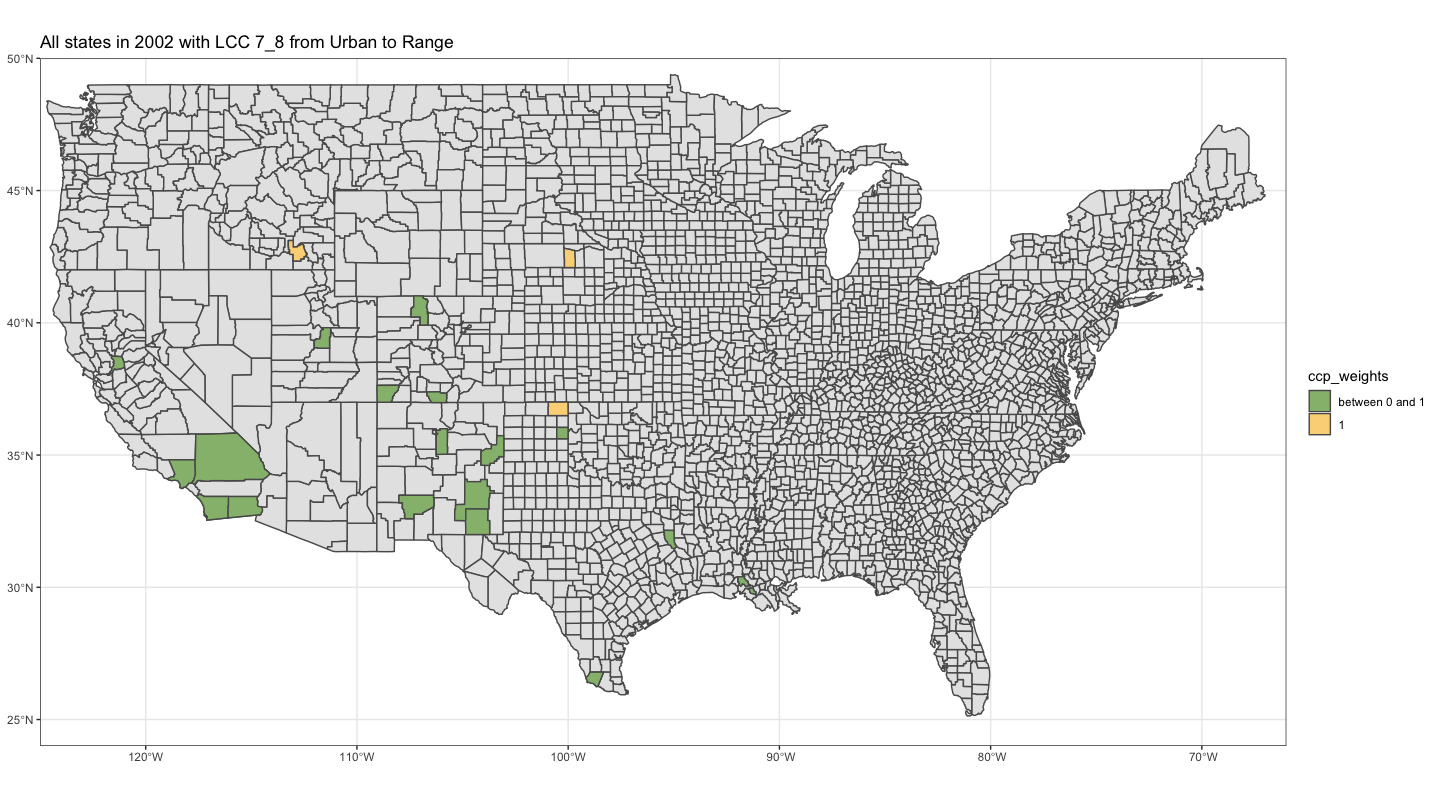 All states in 2002 with LCC 7_8 from Urban to Range
50°N
45°N
40°N
35°N
30°N
25°N
120°W
110°W
100°W
90°W
80°W
70°W
ccp_weights
between 0 and 1
1